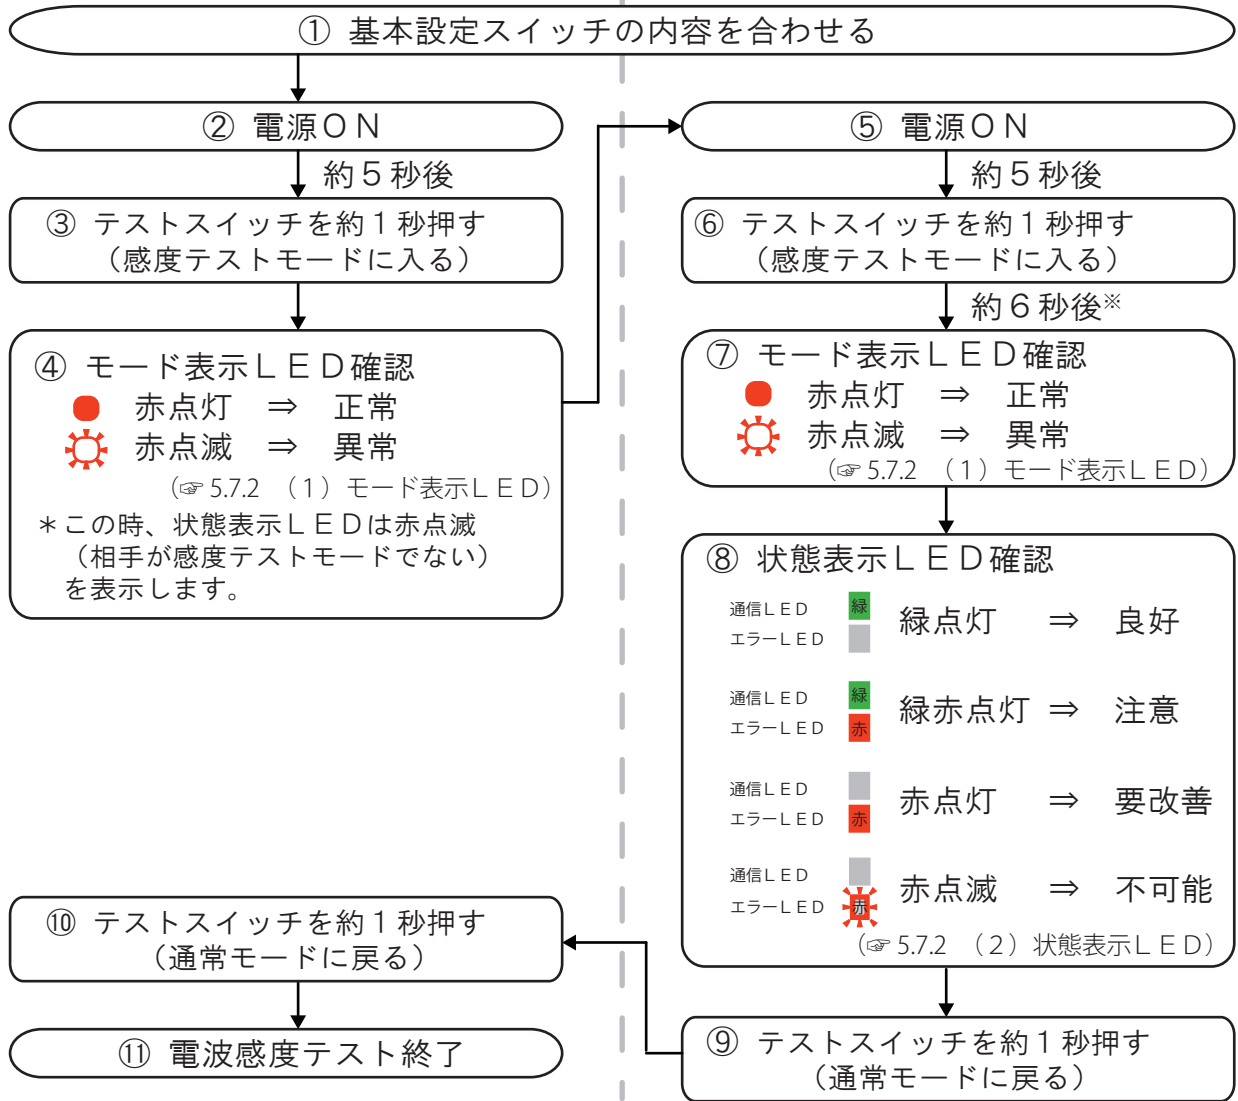 ① 基本設定スイッチの内容を合わせる
② 電源ＯＮ
約５秒後
③ テストスイッチを約１秒押す
（感度テストモードに入る）
④ モード表示ＬＥＤ確認
赤点灯 ⇒ 正常
赤点滅 ⇒ 異常
（☞ 5.7.2 （１）モード表示ＬＥＤ）
＊この時、状態表示ＬＥＤは赤点滅
（相手が感度テストモードでない）
を表示します。
⑤ 電源ＯＮ
約５秒後
⑥ テストスイッチを約１秒押す
（感度テストモードに入る）
約６秒後※
⑦ モード表示ＬＥＤ確認
赤点灯 ⇒ 正常
赤点滅 ⇒ 異常
（☞ 5.7.2 （１）モード表示ＬＥＤ）
⑧ 状態表示ＬＥＤ確認
通信ＬＥＤ 緑
エラーＬＥＤ
緑点灯 ⇒ 良好
通信ＬＥＤ 緑
エラーＬＥＤ 赤
緑赤点灯 ⇒ 注意
通信ＬＥＤ
エラーＬＥＤ 赤
赤点灯 ⇒ 要改善
通信ＬＥＤ
エラーＬＥＤ 赤
赤点滅 ⇒ 不可能
（☞ 5.7.2 （２）状態表示ＬＥＤ）
⑨ テストスイッチを約１秒押す
（通常モードに戻る）
⑩ テストスイッチを約１秒押す
（通常モードに戻る）
⑪ 電波感度テスト終了